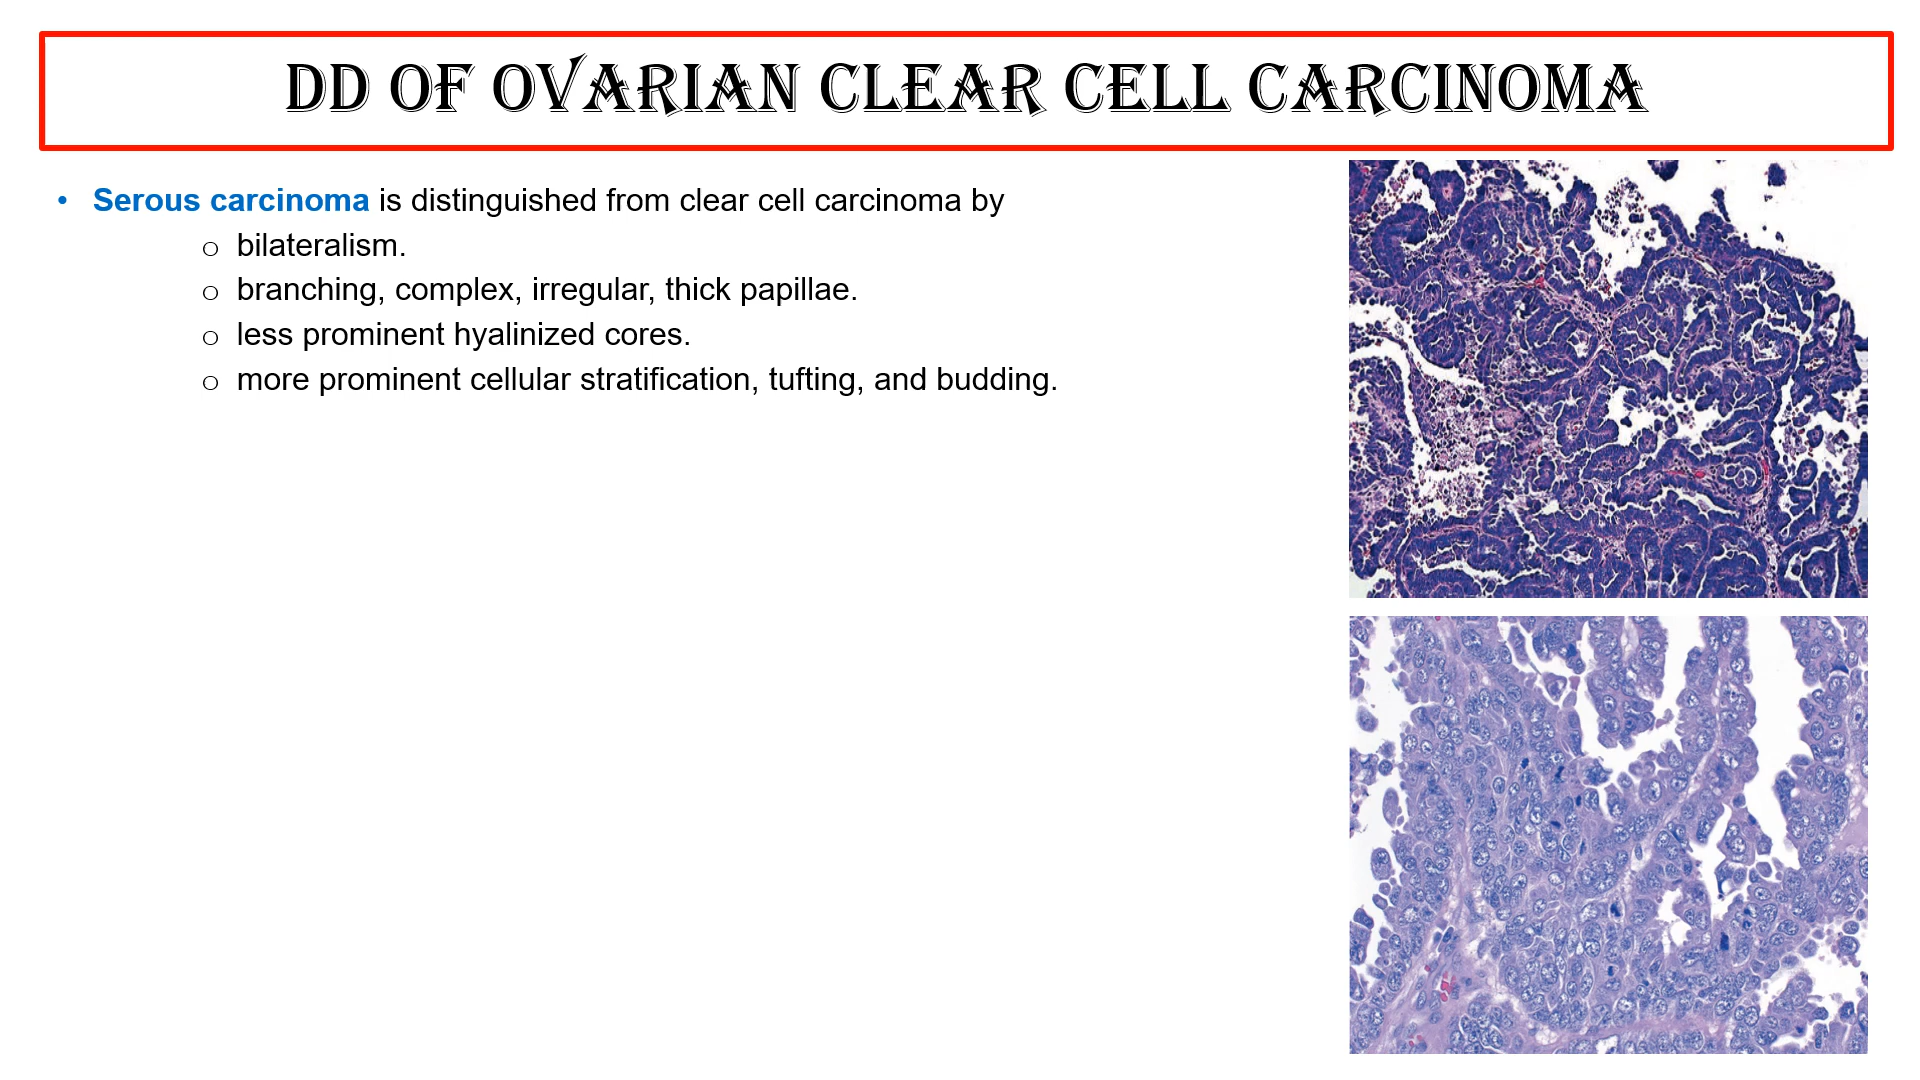 DD OF OVARIAN CLEAR CELL CARCINOMA
• Serous carcinoma is distinguished from clear cell carcinoma by
o bilateralism.
o branching, complex, irregular, thick papillae.
o less prominent hyalinized cores.
o more prominent cellular stratification, tufting, and budding.